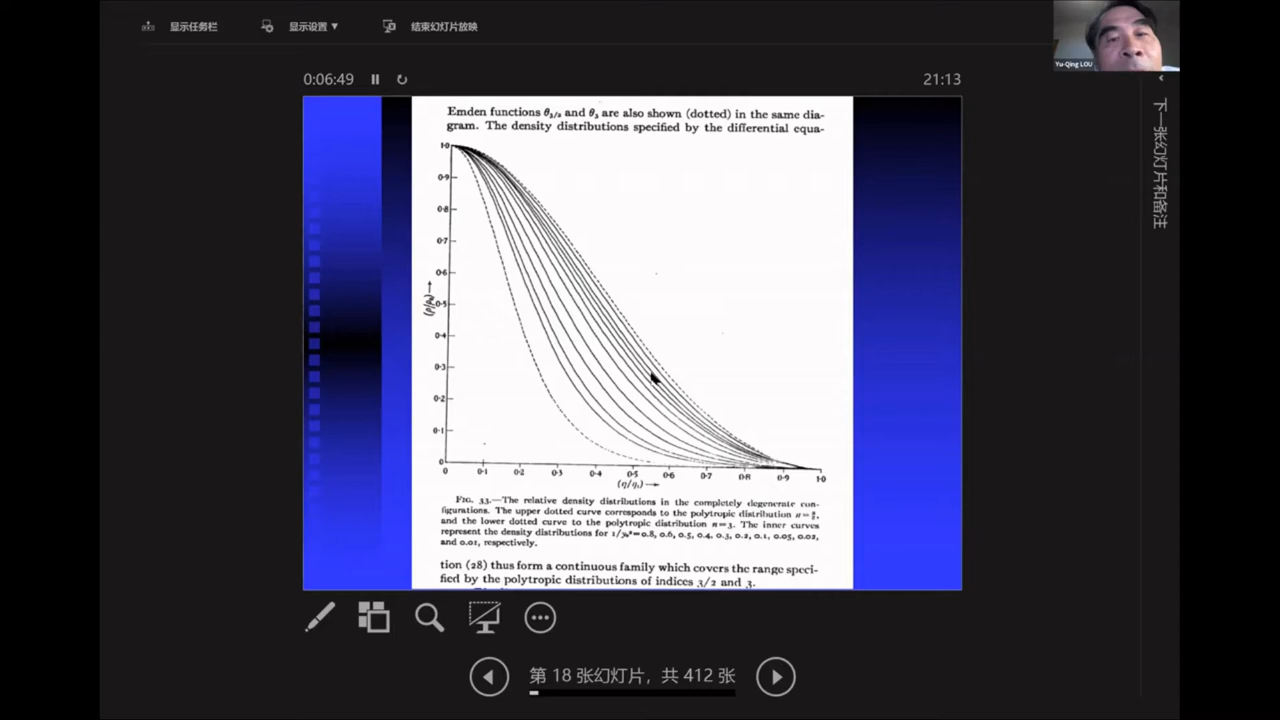 显示任务栏
显示设置 ▼
结束幻灯片放映
Yu-Qing LOU
0:06:49
21:13
下一张幻灯片和备注
Emden functions θ₃/₂ and θ₃ are also shown (dotted) in the same dia-
gram. The density distributions specified by the differential equa-
1·0
0·9
0·8
0·7
0·6
0·5
0·4
0·3
0·2
0·1
0
(ρ/ρ₀)→
0
0·1
0·2
0·3
0·4
0·5
0·6
0·7
0·8
0·9
1·0
(η/η₁)→
FIG. 33.—The relative density distributions in the completely degenerate con-
figurations. The upper dotted curve corresponds to the polytropic distribution n=3/2,
and the lower dotted curve to the polytropic distribution n=3. The inner curves
represent the density distributions for 1/y₀²=0.8, 0.6, 0.5, 0.4, 0.3, 0.2, 0.1, 0.05, 0.02,
and 0.01, respectively.
tion (28) thus form a continuous family which covers the range speci-
fied by the polytropic distributions of indices 3/2 and 3.
第 18 张幻灯片，共 412 张